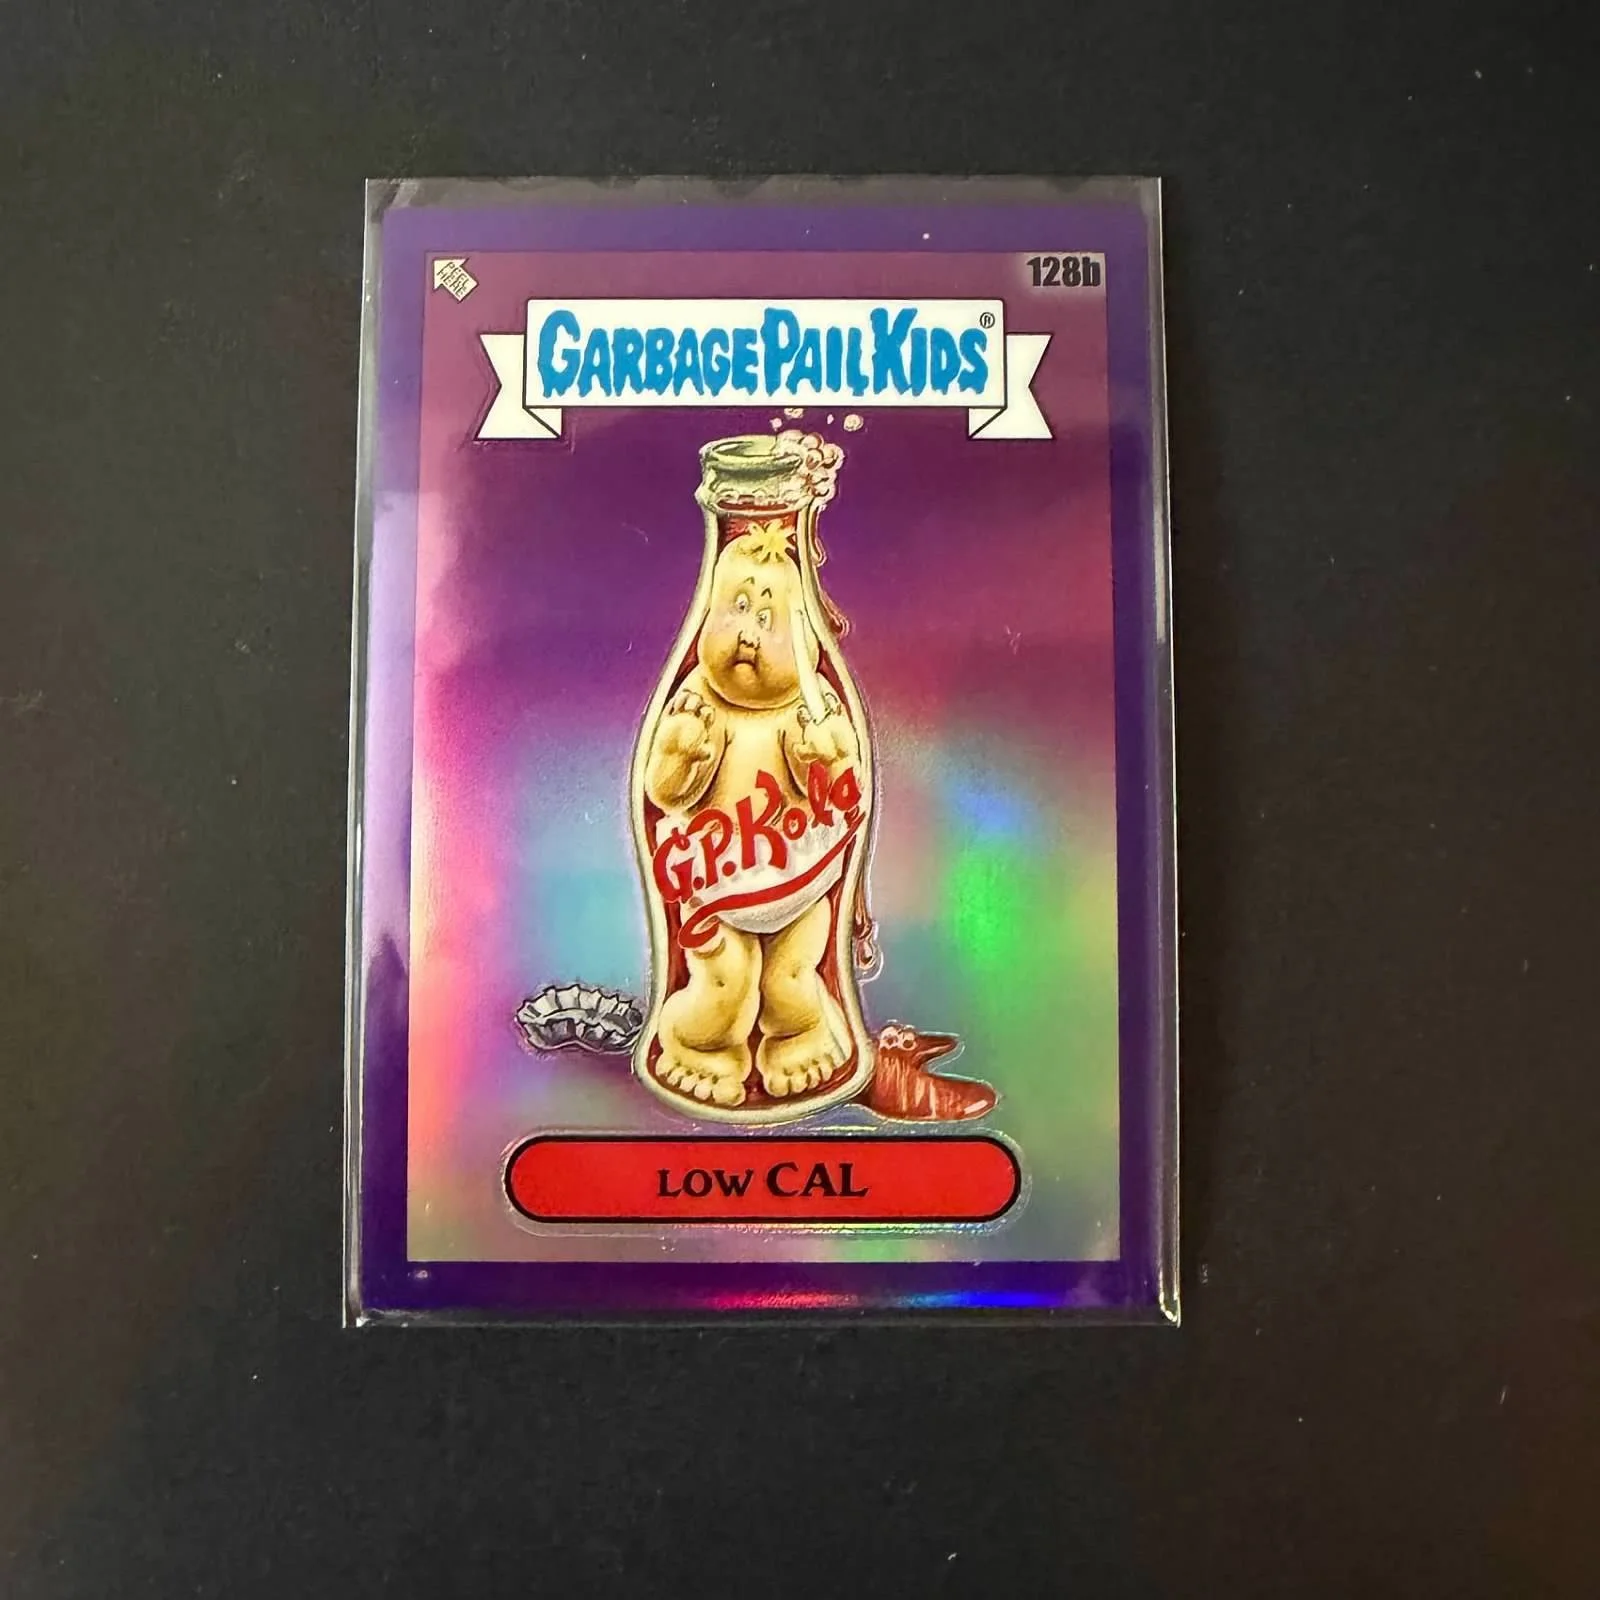 PEEL
HERE
128b
GARBAGE PAIL KIDS®
G.P. Kola
LOW CAL